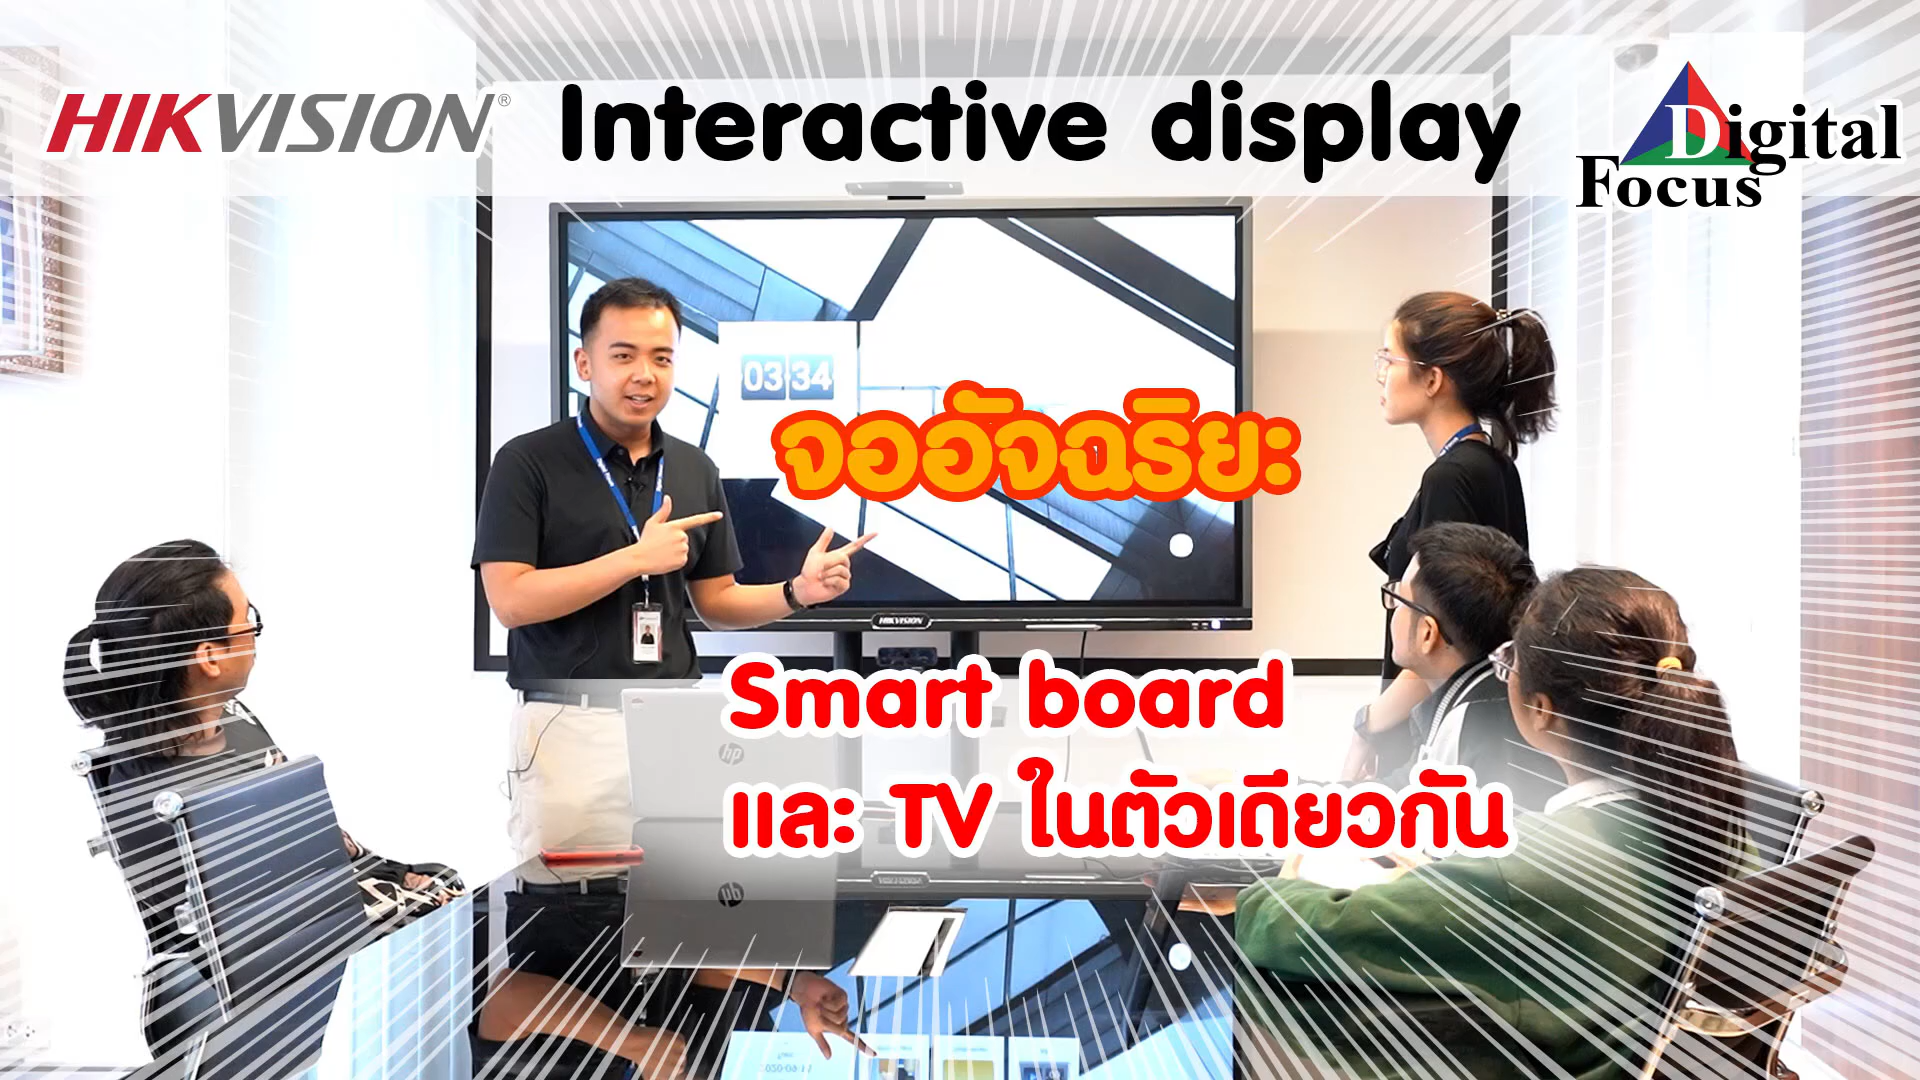 HIKVISION®
Interactive display
Digital
Focus
03 34
จออัจฉริยะ
HIKVISION
Smart board
hp
และ TV ในตัวเดียวกัน